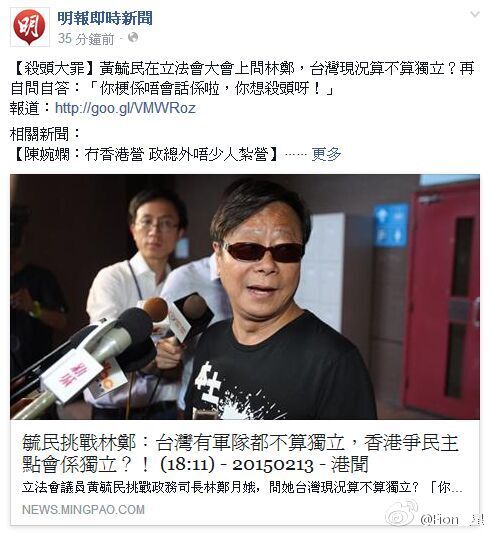 明報即時新聞
35 分鐘前
【殺頭大罪】黃毓民在立法會大會上問林鄭，台灣現況算不算獨立？再
自問自答：「你梗係唔會話係啦，你想殺頭呀！」
報道：http://goo.gl/VMWRoz
相關新聞：
【陳婉嫻：冇香港營 政總外唔少人紮營】⋯⋯ 更多
毓民挑戰林鄭：台灣有軍隊都不算獨立，香港爭民主
點會係獨立？！ (18:11) - 20150213 - 港聞
立法會議員黃毓民挑戰政務司長林鄭月娥，問她台灣現況算不算獨立？「你...
NEWS.MINGPAO.COM